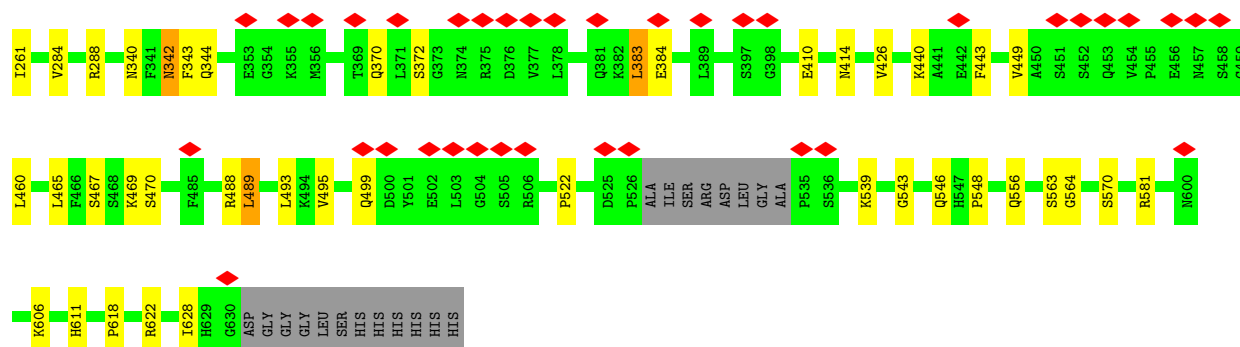 I261 V284 R288 N340 F341 N342 F343 Q344 E353 G354 K355 M356 T369 Q370 L371 S372 G373 N374 R375 D376 V377 L378 Q381 K382 L383 E384 L389 S397 G398 E410 N414 V426 K440 A441 E442 F443 V449 A450 S451 S452 Q453 V454 P455 E456 N457 S458 G459
L460 L465 F466 S467 S468 K469 S470 F485 R488 L489 L493 K494 V495 Q499 D500 Y501 E502 L503 G504 S505 R506 P522 D525 P526 ALA ILE SER ARG ASP LEU GLY ALA P535 S536 K539 G543 Q546 H547 P548 Q556 S563 G564 S570 R581 N600
K606 H611 P618 R622 I628 H629 G630 ASP GLY GLY GLY LEU SER HIS HIS HIS HIS HIS HIS